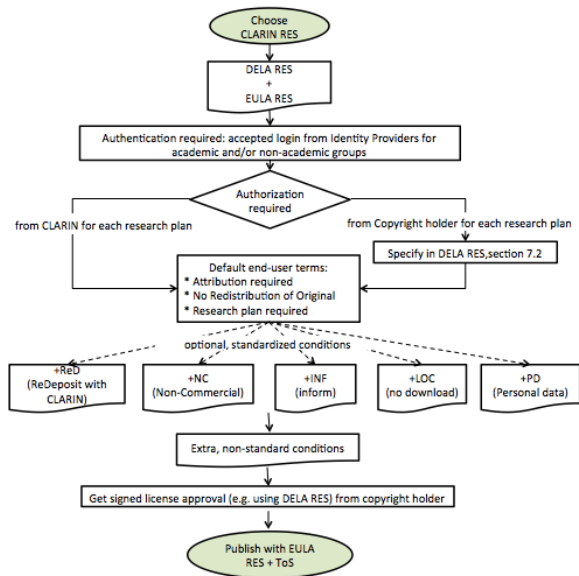 Choose
CLARIN RES
DELA RES
+
EULA RES
Authentication required: accepted login from Identity Providers for
academic and/or non-academic groups
Authorization
required
from CLARIN for each research plan
from Copyright holder for each research plan
Specify in DELA RES,section 7.2
Default end-user terms:
* Attribution required
* No Redistribution of Original
* Research plan required
optional, standardized conditions
+ReD
(ReDeposit with
CLARIN)
+NC
(Non-Commercial)
+INF
(inform)
+LOC
(no download)
+PD
(Personal data)
Extra, non-standard conditions
Get signed license approval (e.g. using DELA RES) from copyright holder
Publish with EULA
RES + ToS